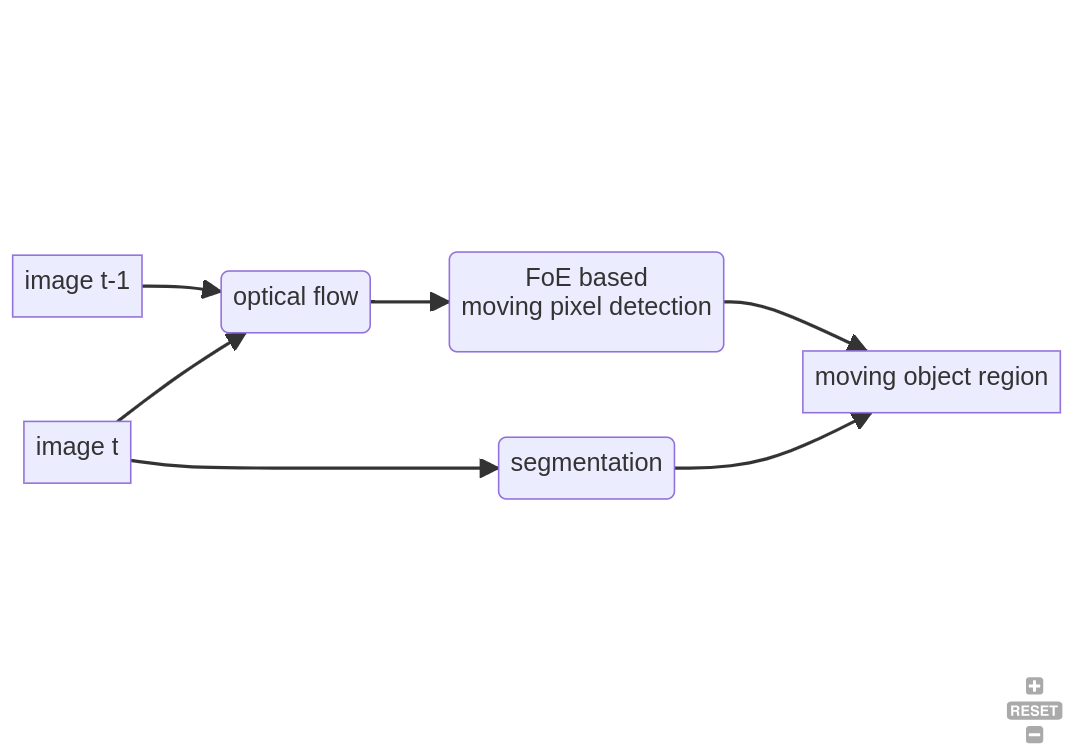 image t-1
optical flow
FoE based
moving pixel detection
moving object region
image t
segmentation
RESET